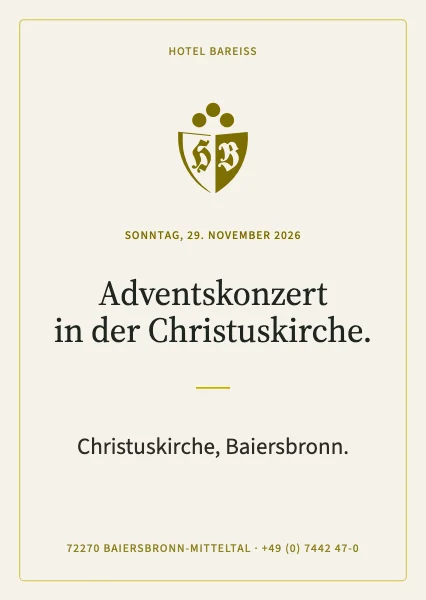 HOTEL BAREISS
H B
SONNTAG, 29. NOVEMBER 2026
Adventskonzert
in der Christuskirche.
Christuskirche, Baiersbronn.
72270 BAIERSBRONN-MITTELTAL · +49 (0) 7442 47-0